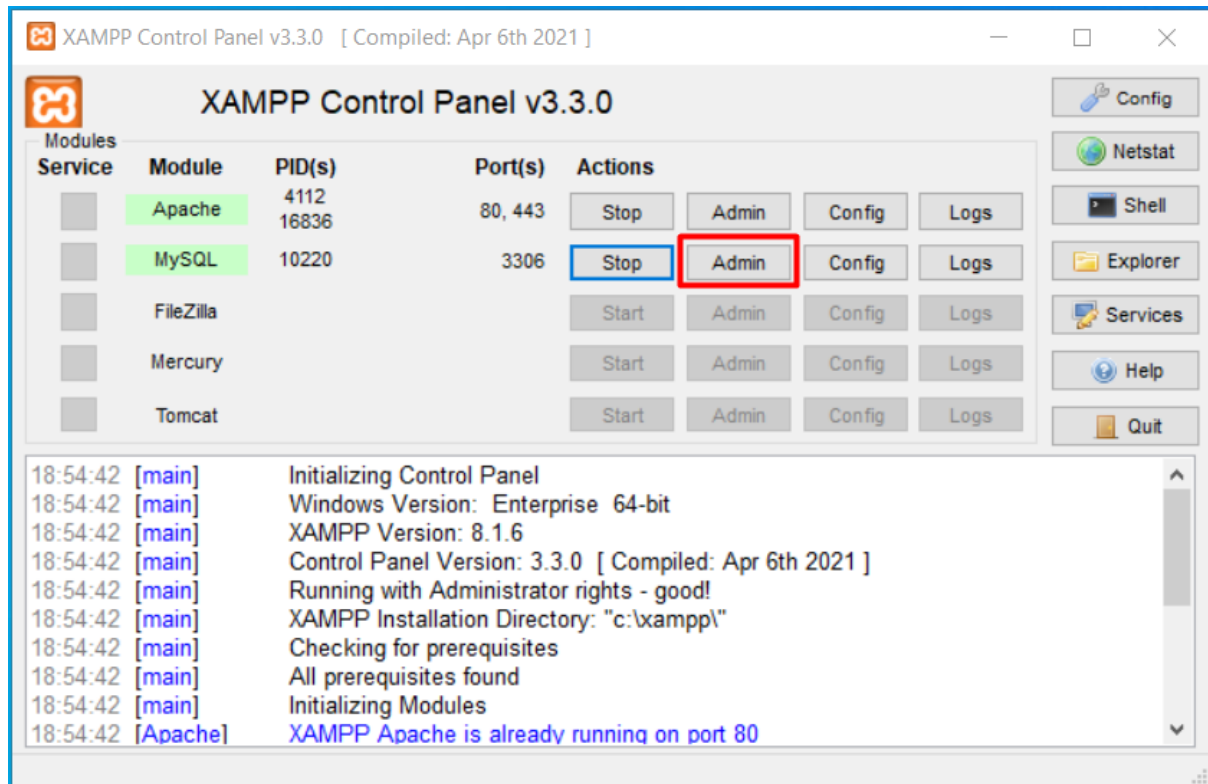 XAMPP Control Panel v3.3.0 [ Compiled: Apr 6th 2021 ]
XAMPP Control Panel v3.3.0
Config
Modules
Service Module PID(s) Port(s) Actions
Netstat
Apache 4112 16836 80, 443 Stop Admin Config Logs
Shell
MySQL 10220 3306 Stop Admin Config Logs
Explorer
FileZilla Start Admin Config Logs
Services
Mercury Start Admin Config Logs
Help
Tomcat Start Admin Config Logs
Quit
18:54:42 [main] Initializing Control Panel
18:54:42 [main] Windows Version: Enterprise 64-bit
18:54:42 [main] XAMPP Version: 8.1.6
18:54:42 [main] Control Panel Version: 3.3.0 [ Compiled: Apr 6th 2021 ]
18:54:42 [main] Running with Administrator rights - good!
18:54:42 [main] XAMPP Installation Directory: "c:\xampp\"
18:54:42 [main] Checking for prerequisites
18:54:42 [main] All prerequisites found
18:54:42 [main] Initializing Modules
18:54:42 [Apache] XAMPP Apache is already running on port 80